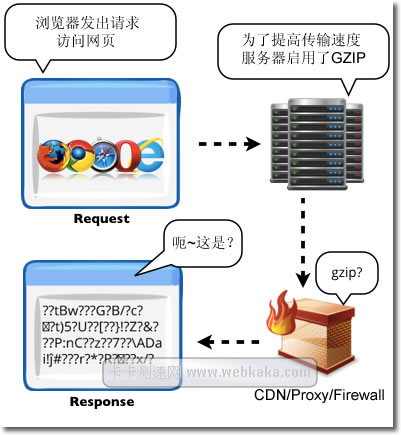 浏览器发出请求
访问网页
为了提高传输速度
服务器启用了GZIP
Request
呃~这是?
gzip?
??tBw???G?B/?c?
�?t)5?U??[??}!?Z?&?
??P:nC??z??7??\ADa
i!ǰ#???r?*?R?�x/?
卡卡测速网 www.webkaka.com
Response
CDN/Proxy/Firewall